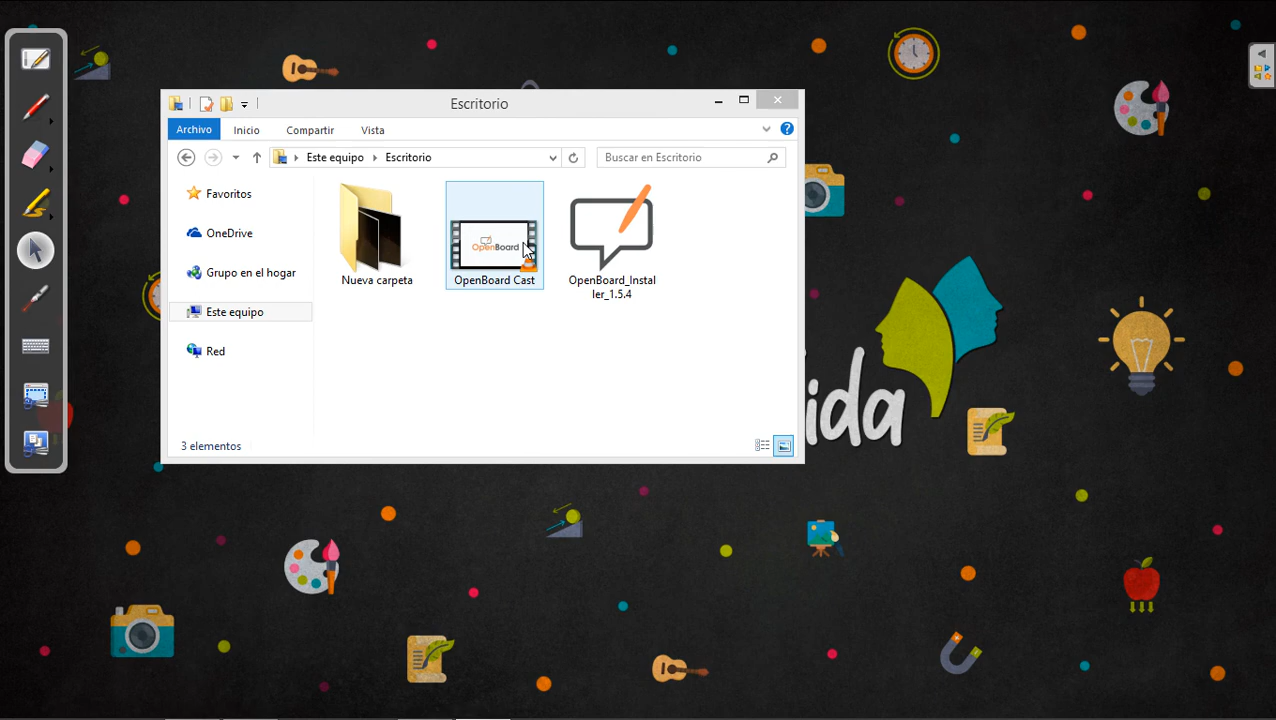 Escritorio
Archivo Inicio Compartir Vista
Este equipo Escritorio
Buscar en Escritorio
Favoritos
OneDrive
Grupo en el hogar
Este equipo
Red
OpenBoard
Nueva carpeta
OpenBoard Cast
OpenBoard_Instal
ler_1.5.4
3 elementos
ida